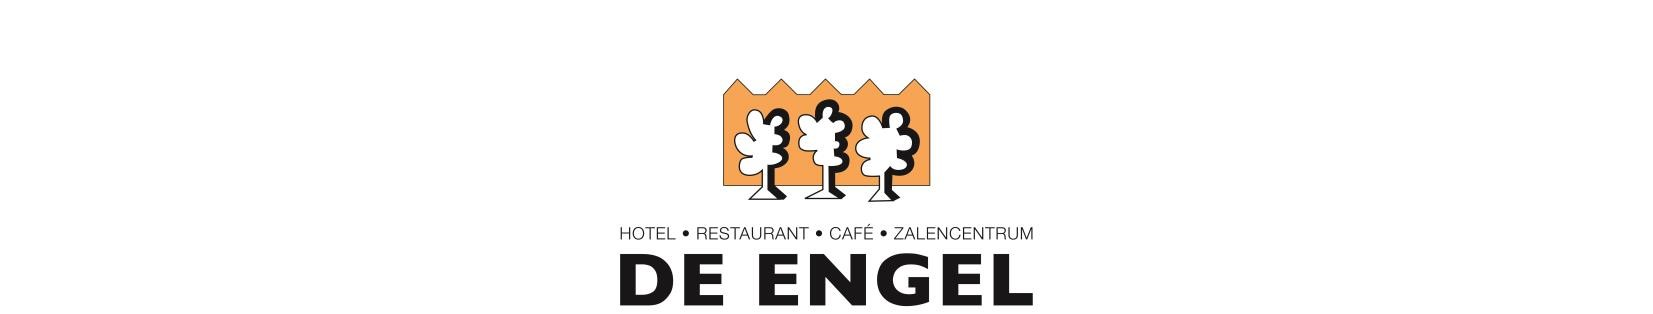 HOTEL • RESTAURANT • CAFÉ • ZALENCENTRUM
DE ENGEL